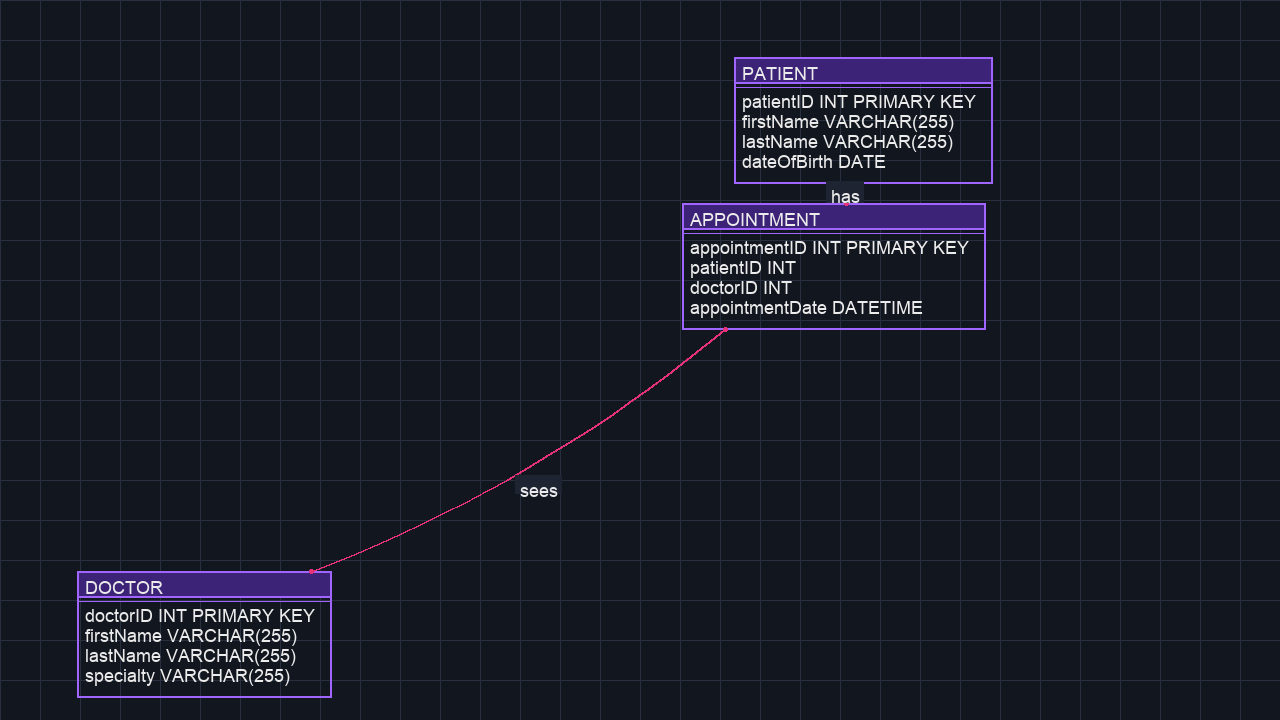 PATIENT
patientID INT PRIMARY KEY
firstName VARCHAR(255)
lastName VARCHAR(255)
dateOfBirth DATE
has
APPOINTMENT
appointmentID INT PRIMARY KEY
patientID INT
doctorID INT
appointmentDate DATETIME
sees
DOCTOR
doctorID INT PRIMARY KEY
firstName VARCHAR(255)
lastName VARCHAR(255)
specialty VARCHAR(255)